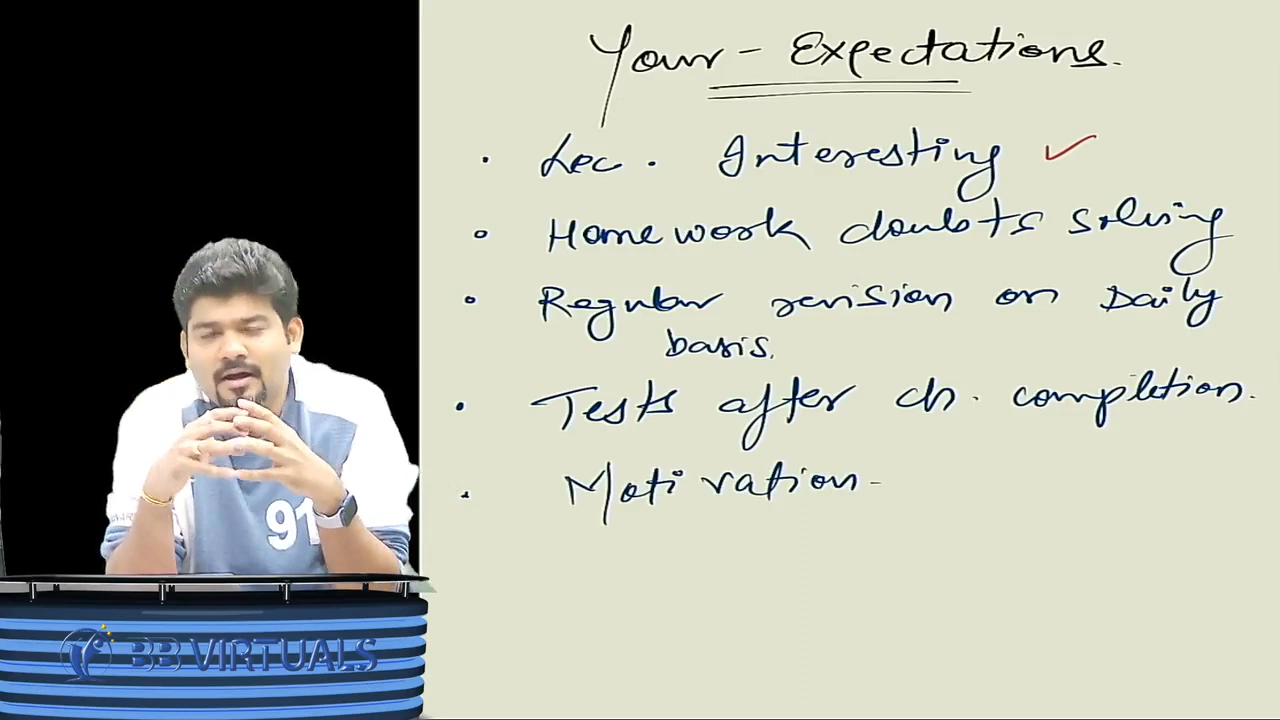 Your - Expectations.
• Lec. Interesting ✓
• Homework doubts solving
• Regular revision on Daily
basis.
• Tests after ch. completion.
• Motivation-
91
BB VIRTUALS